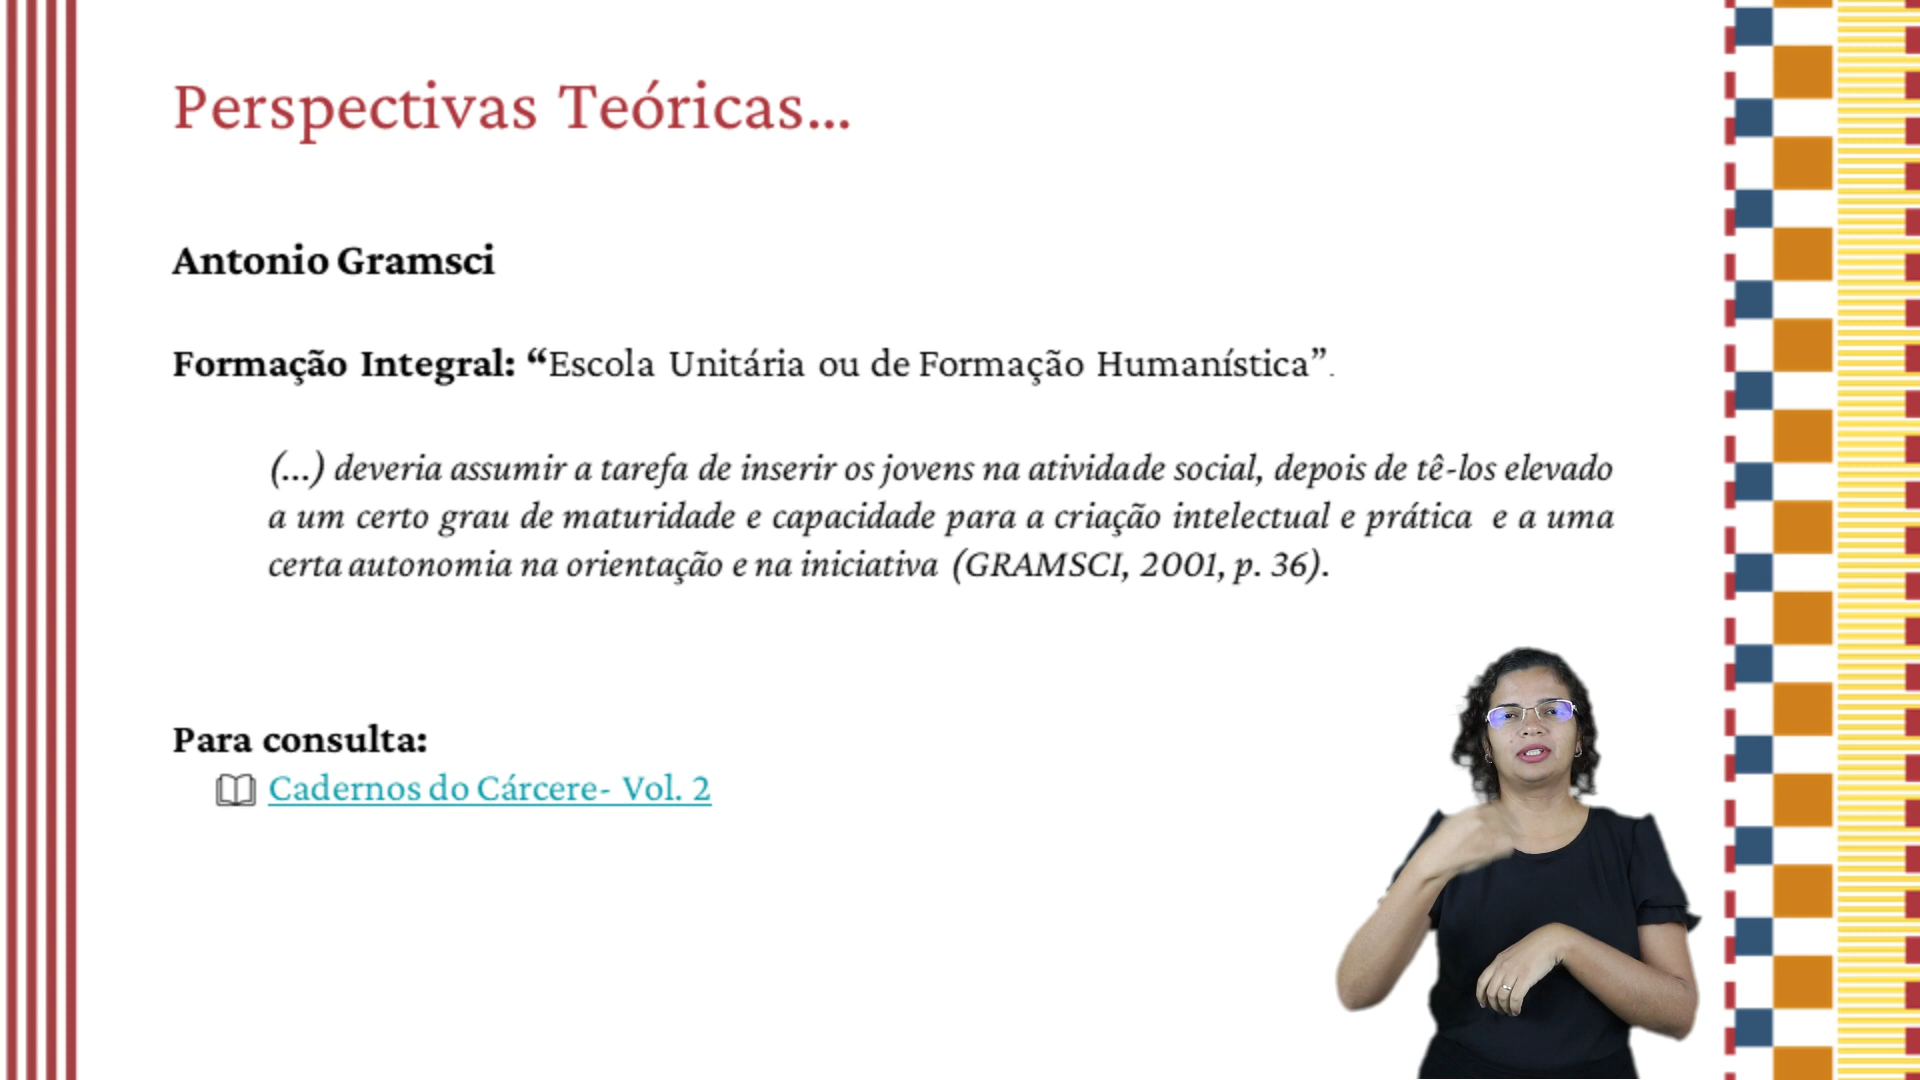 Perspectivas Teóricas...
Antonio Gramsci
Formação Integral: “Escola Unitária ou de Formação Humanística”.
(...) deveria assumir a tarefa de inserir os jovens na atividade social, depois de tê-los elevado
a um certo grau de maturidade e capacidade para a criação intelectual e prática e a uma
certa autonomia na orientação e na iniciativa (GRAMSCI, 2001, p. 36).
Para consulta:
Cadernos do Cárcere- Vol. 2